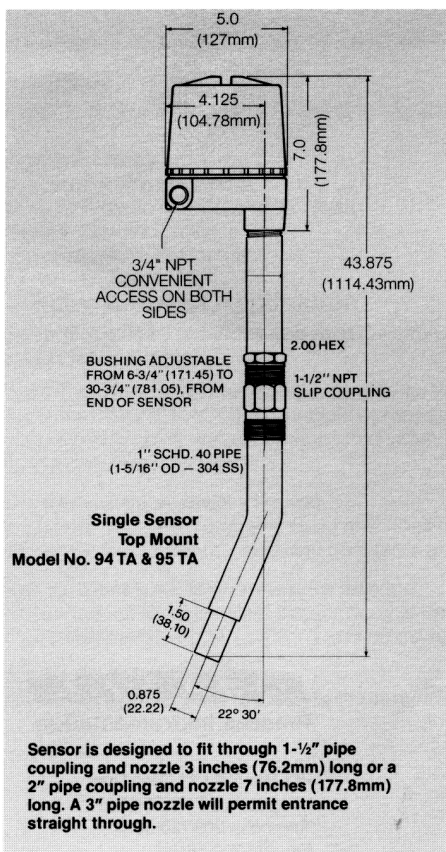 5.0
(127mm)
4.125
(104.78mm)
7.0
(177.8mm)
43.875
(1114.43mm)
3/4" NPT
CONVENIENT
ACCESS ON BOTH
SIDES
2.00 HEX
BUSHING ADJUSTABLE
FROM 6-3/4" (171.45) TO
30-3/4" (781.05), FROM
END OF SENSOR
1-1/2" NPT
SLIP COUPLING
1" SCHD. 40 PIPE
(1-5/16" OD — 304 SS)
Single Sensor
Top Mount
Model No. 94 TA & 95 TA
1.50
(38.10)
0.875
(22.22)
22° 30′
Sensor is designed to fit through 1-½" pipe
coupling and nozzle 3 inches (76.2mm) long or a
2" pipe coupling and nozzle 7 inches (177.8mm)
long. A 3" pipe nozzle will permit entrance
straight through.